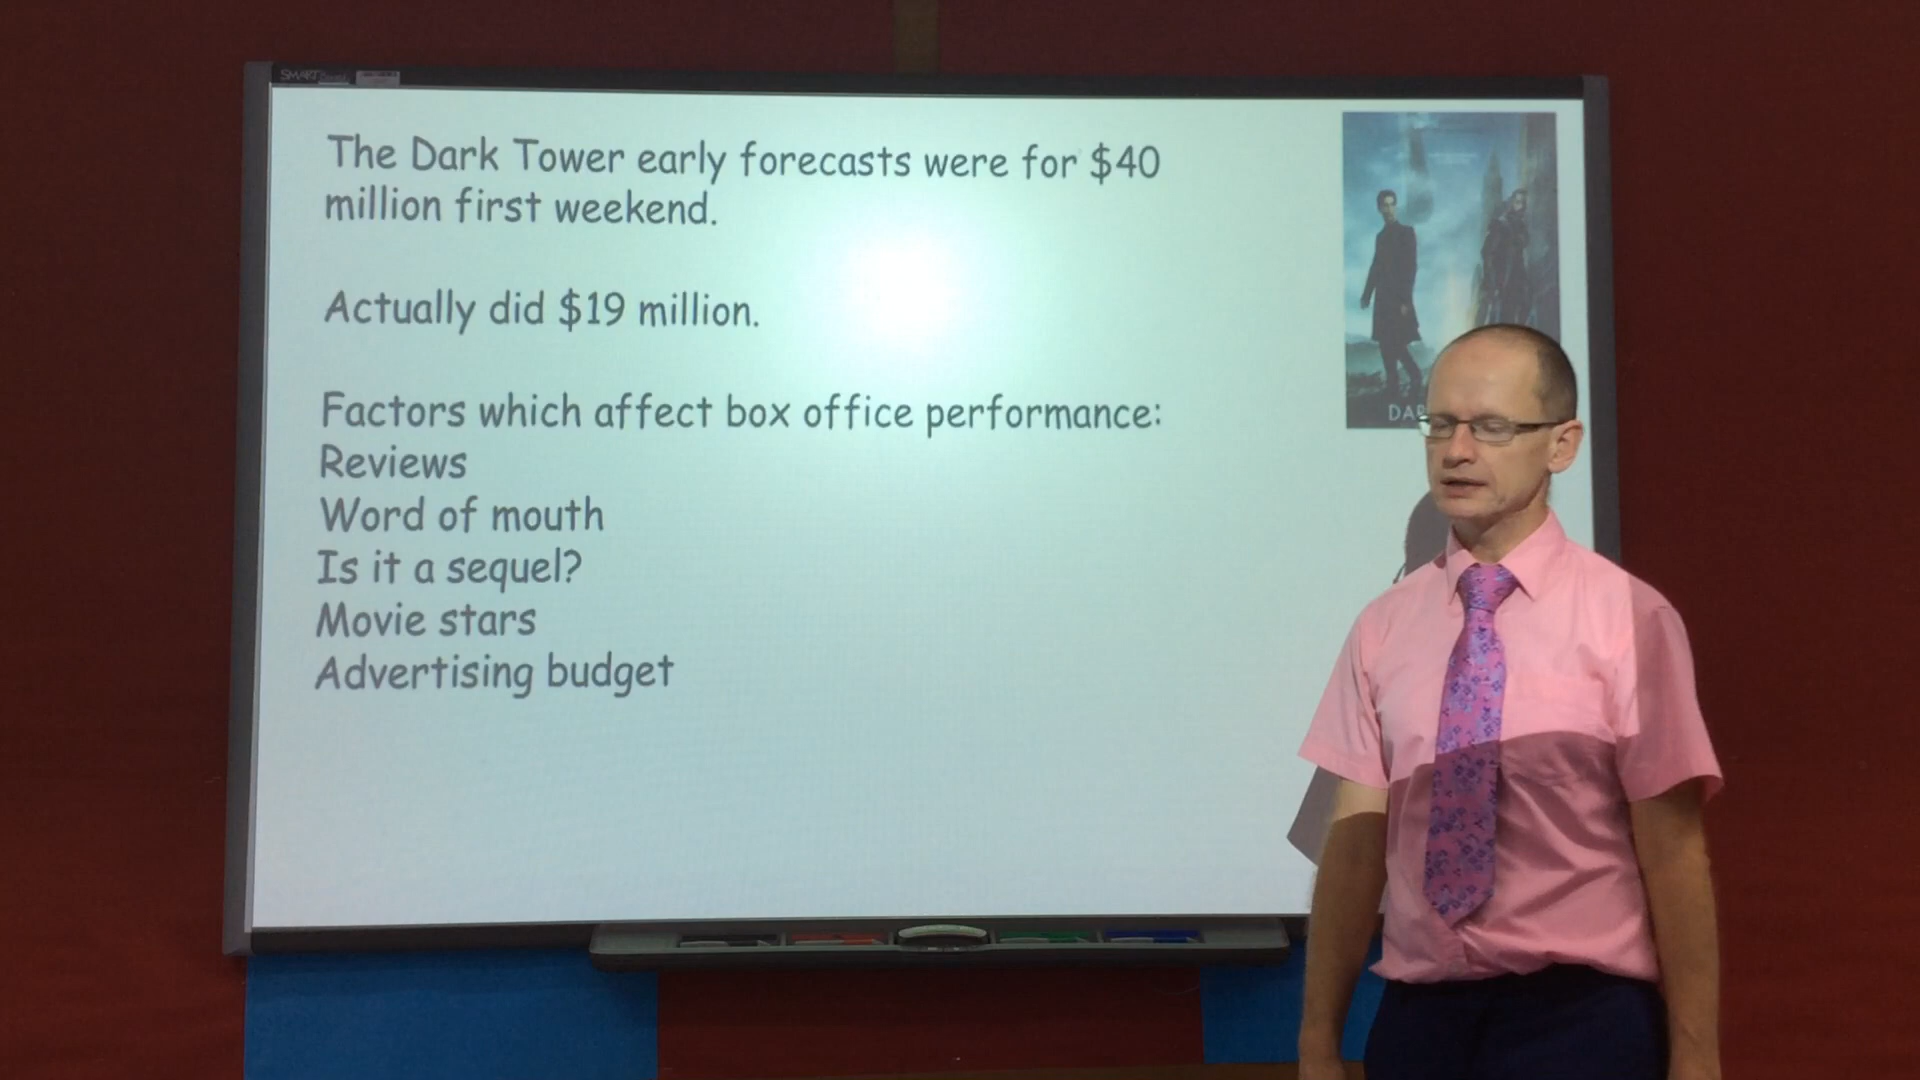 SMART
The Dark Tower early forecasts were for $40
million first weekend.
Actually did $19 million.
Factors which affect box office performance:
Reviews
Word of mouth
Is it a sequel?
Movie stars
Advertising budget